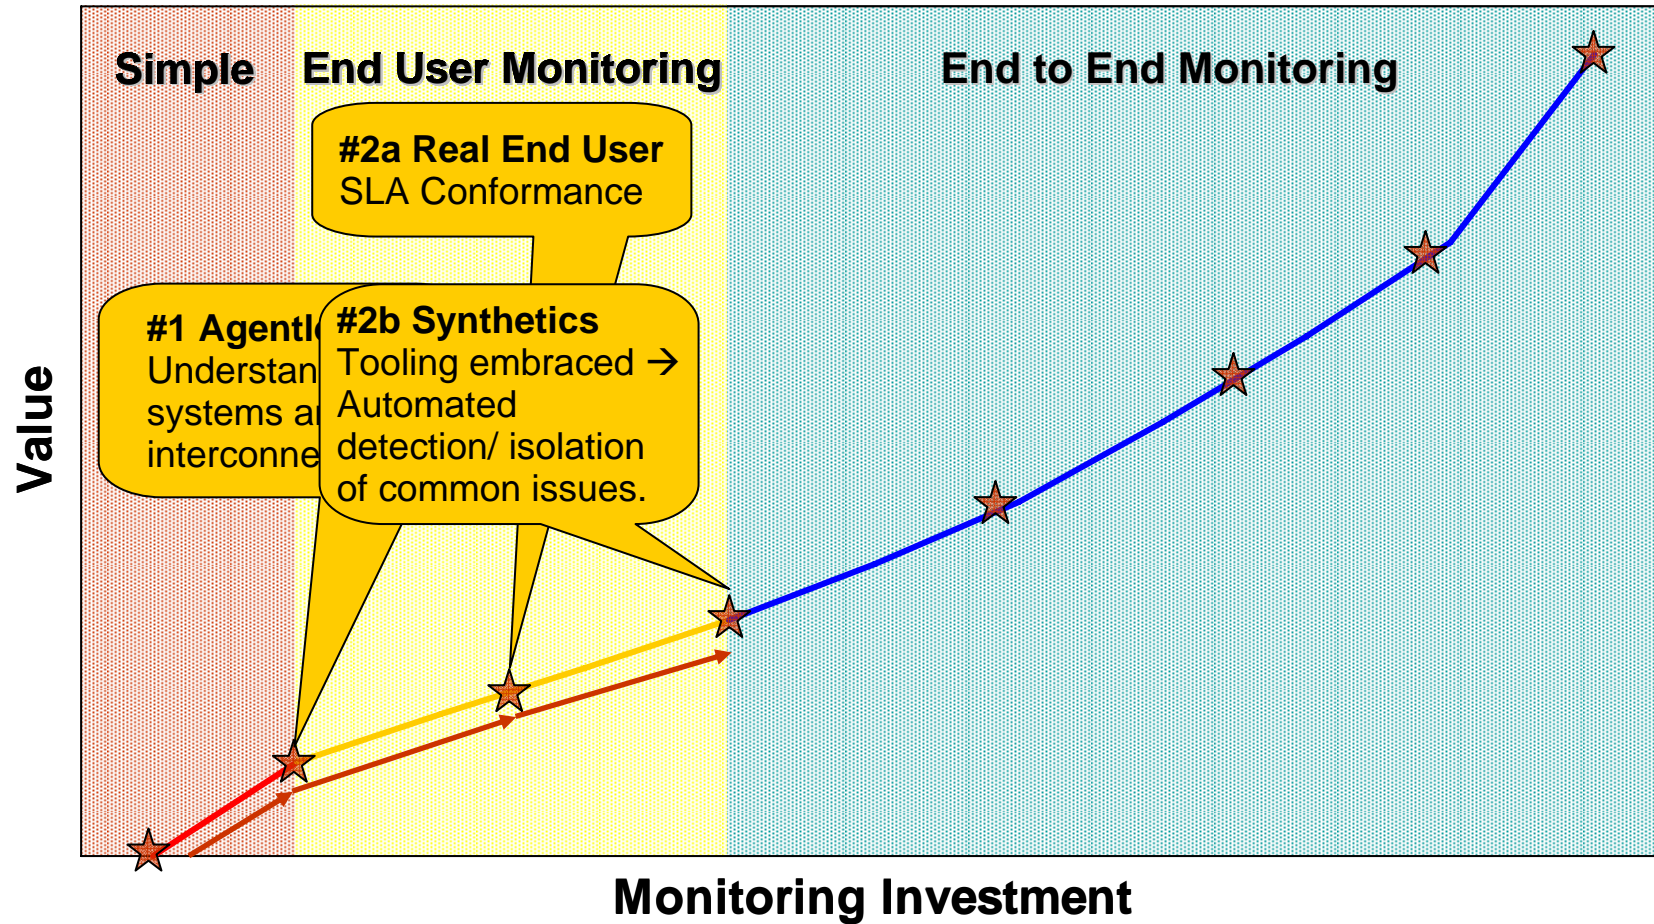 Simple
End User Monitoring
End to End Monitoring
#2a Real End User
SLA Conformance
#1
Understan
systems
interconne
#2b Synthetics
Tooling embraced →
Automated
detection/ isolation
of common issues.
Value
Monitoring Investment